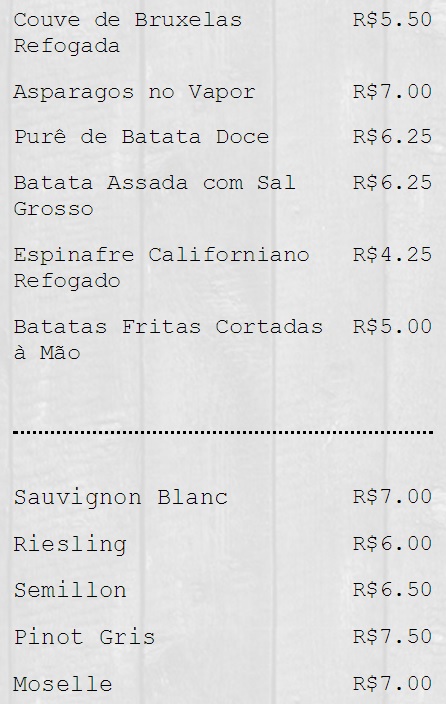 Couve de Bruxelas R$5.50
Refogada
Asparagos no Vapor R$7.00
Purê de Batata Doce R$6.25
Batata Assada com Sal R$6.25
Grosso
Espinafre Californiano R$4.25
Refogado
Batatas Fritas Cortadas R$5.00
à Mão
Sauvignon Blanc R$7.00
Riesling R$6.00
Semillon R$6.50
Pinot Gris R$7.50
Moselle R$7.00